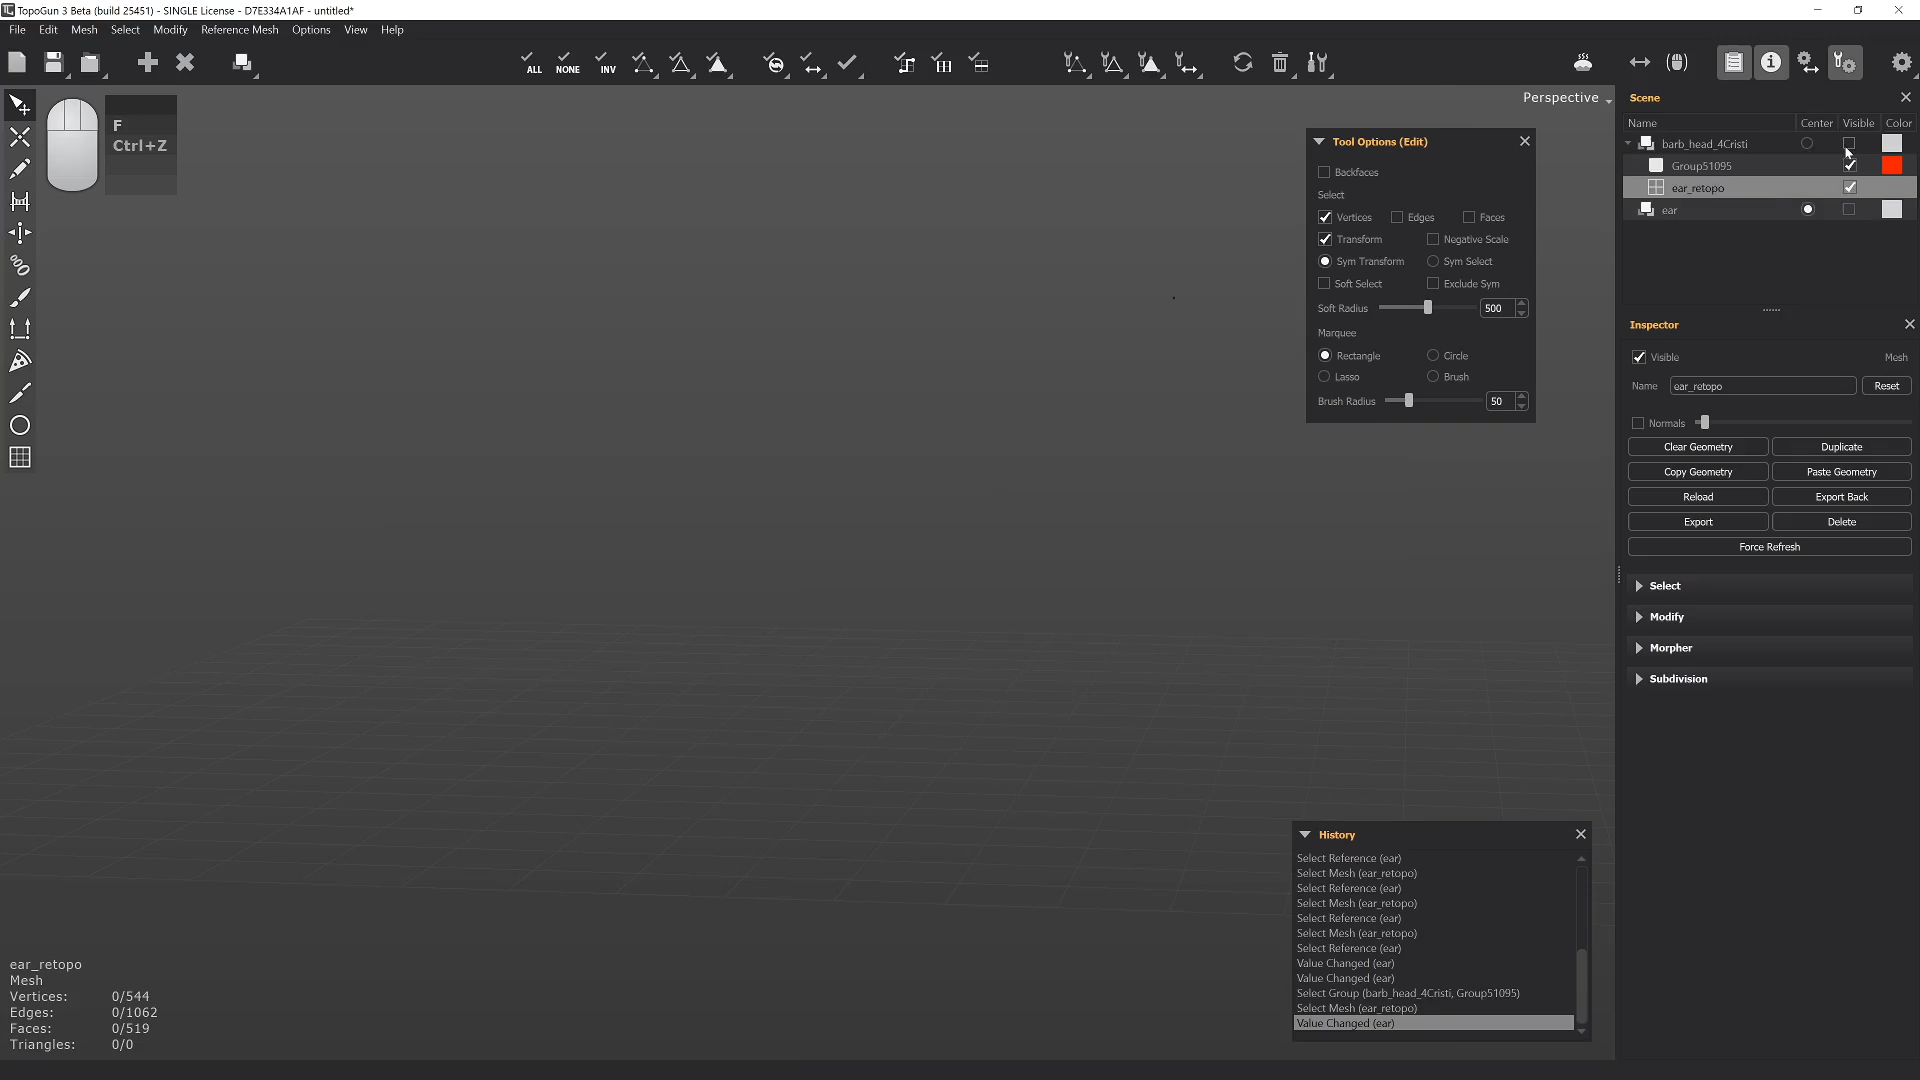 TopoGun 3 Beta (build 25451) - SINGLE License - D7E334A1AF - untitled*
File Edit Mesh Select Modify Reference Mesh Options View Help
ALL NONE INV
F
Ctrl+Z
Perspective
Tool Options (Edit)
Backfaces
Select
Vertices Edges Faces
Transform Negative Scale
Sym Transform Sym Select
Soft Select Exclude Sym
Soft Radius 500
Marquee
Rectangle Circle
Lasso Brush
Brush Radius 50
Scene
Name Center Visible Color
barb_head_4Cristi
Group51095
ear_retopo
ear
Inspector
Visible Mesh
Name ear_retopo Reset
Normals
Clear Geometry Duplicate
Copy Geometry Paste Geometry
Reload Export Back
Export Delete
Force Refresh
Select
Modify
Morpher
Subdivision
History
Select Reference (ear)
Select Mesh (ear_retopo)
Select Reference (ear)
Select Mesh (ear_retopo)
Select Reference (ear)
Select Mesh (ear_retopo)
Select Reference (ear)
Value Changed (ear)
Value Changed (ear)
Select Group (barb_head_4Cristi, Group51095)
Select Mesh (ear_retopo)
Value Changed (ear)
ear_retopo
Mesh
Vertices: 0/544
Edges: 0/1062
Faces: 0/519
Triangles: 0/0